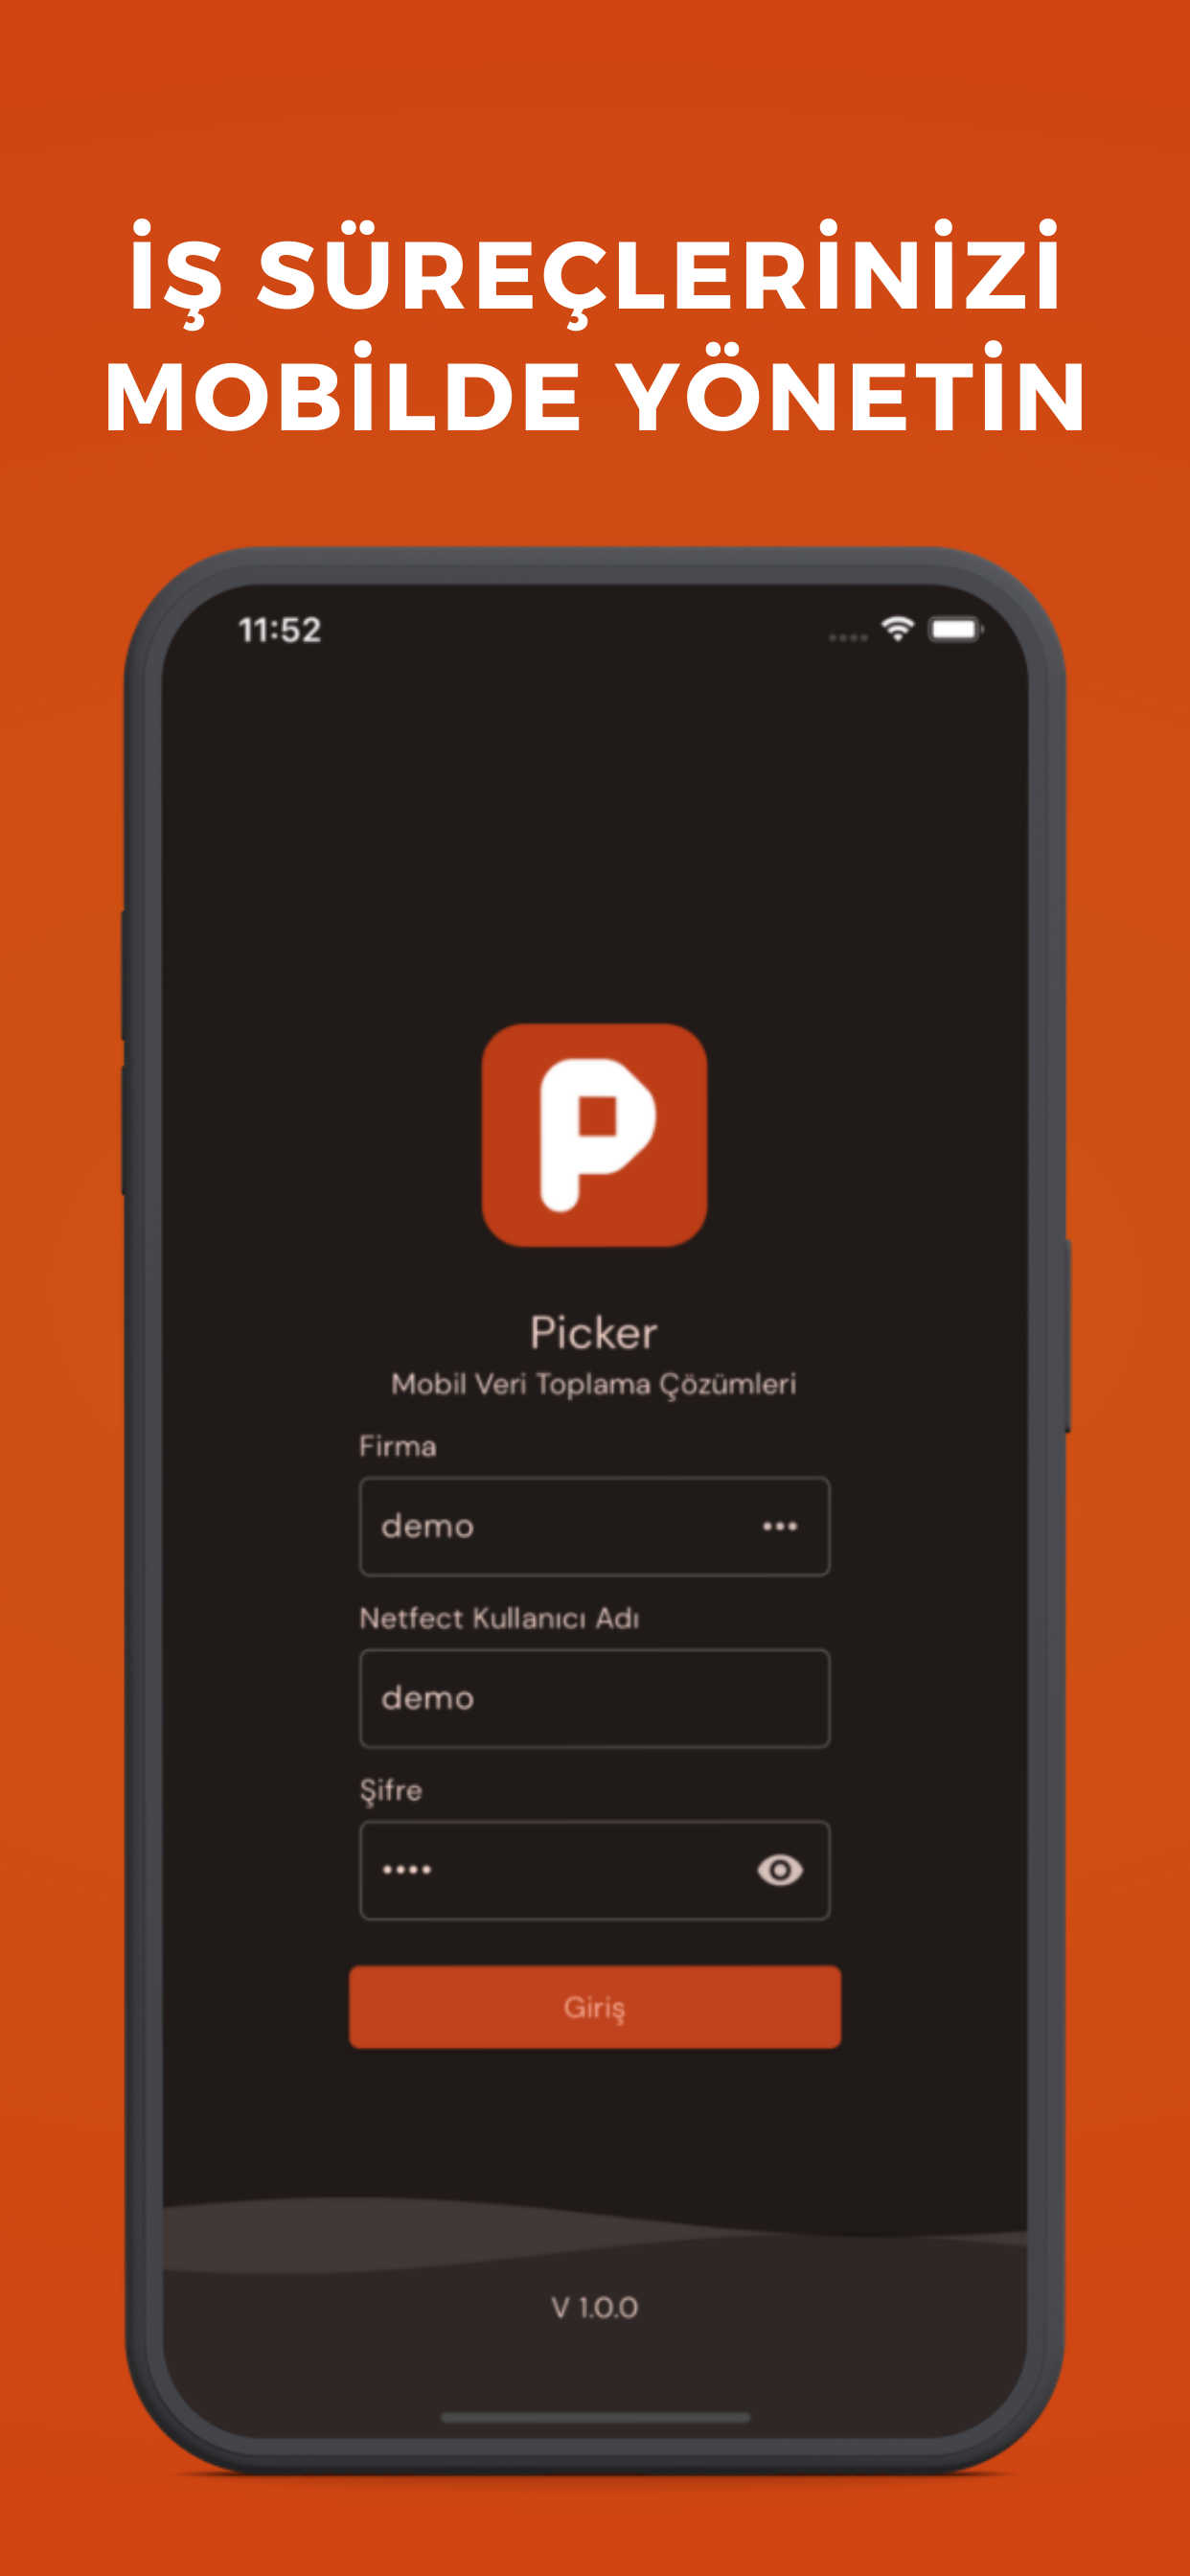 İŞ SÜREÇLERİNİZİ
MOBİLDE YÖNETİN
11:52
P
Picker
Mobil Veri Toplama Çözümleri
Firma
demo
Netfect Kullanıcı Adı
demo
Şifre
••••
Giriş
V 1.0.0